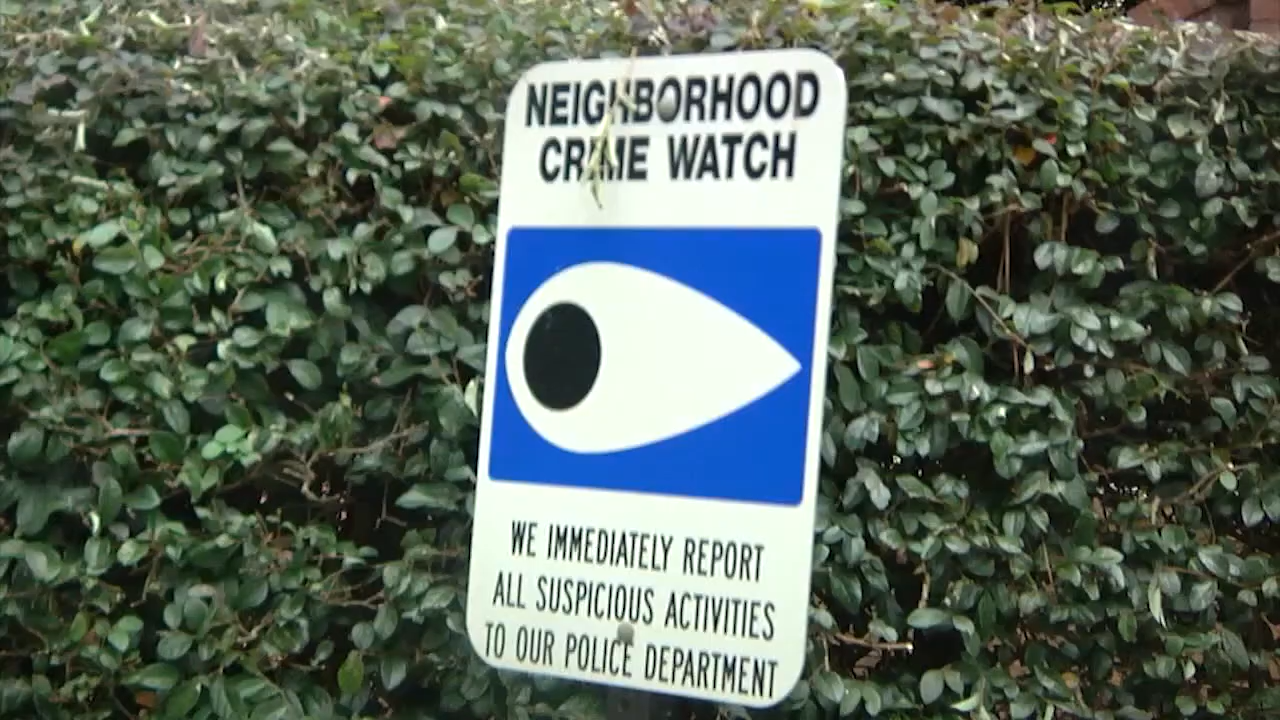 NEIGHBORHOOD
CRIME WATCH
WE IMMEDIATELY REPORT
ALL SUSPICIOUS ACTIVITIES
TO OUR POLICE DEPARTMENT